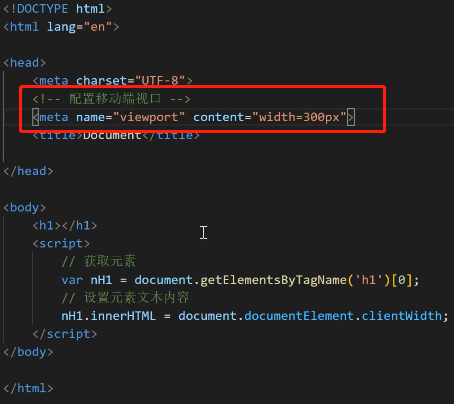 <!DOCTYPE html>
<html lang="en">
<head>
<meta charset="UTF-8">
<!-- 配置移动端视口 -->
<meta name="viewport" content="width=300px">
<title>Document</title>
</head>
<body>
<h1></h1>
<script>
// 获取元素
var nH1 = document.getElementsByTagName('h1')[0];
// 设置元素文本内容
nH1.innerHTML = document.documentElement.clientWidth;
</script>
</body>
</html>